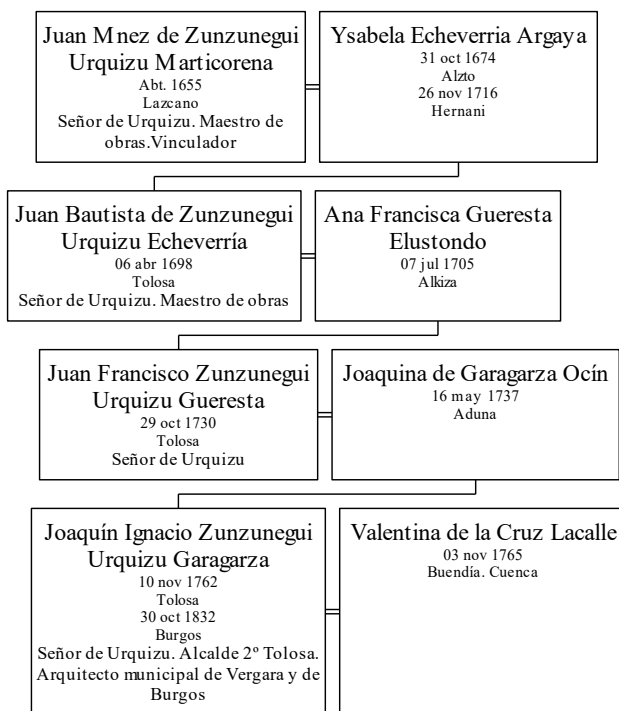 Juan Mnez de Zunzunegui
Urquizu Marticorena
Abt. 1655
Lazcano
Señor de Urquizu. Maestro de
obras.Vinculador
Ysabela Echeverria Argaya
31 oct 1674
Alzto
26 nov 1716
Hernani
Juan Bautista de Zunzunegui
Urquizu Echeverría
06 abr 1698
Tolosa
Señor de Urquizu. Maestro de obras
Ana Francisca Gueresta
Elustondo
07 jul 1705
Alkiza
Juan Francisco Zunzunegui
Urquizu Gueresta
29 oct 1730
Tolosa
Señor de Urquizu
Joaquina de Garagarza Ocín
16 may 1737
Aduna
Joaquín Ignacio Zunzunegui
Urquizu Garagarza
10 nov 1762
Tolosa
30 oct 1832
Burgos
Señor de Urquizu. Alcalde 2º Tolosa.
Arquitecto municipal de Vergara y de
Burgos
Valentina de la Cruz Lacalle
03 nov 1765
Buendía. Cuenca